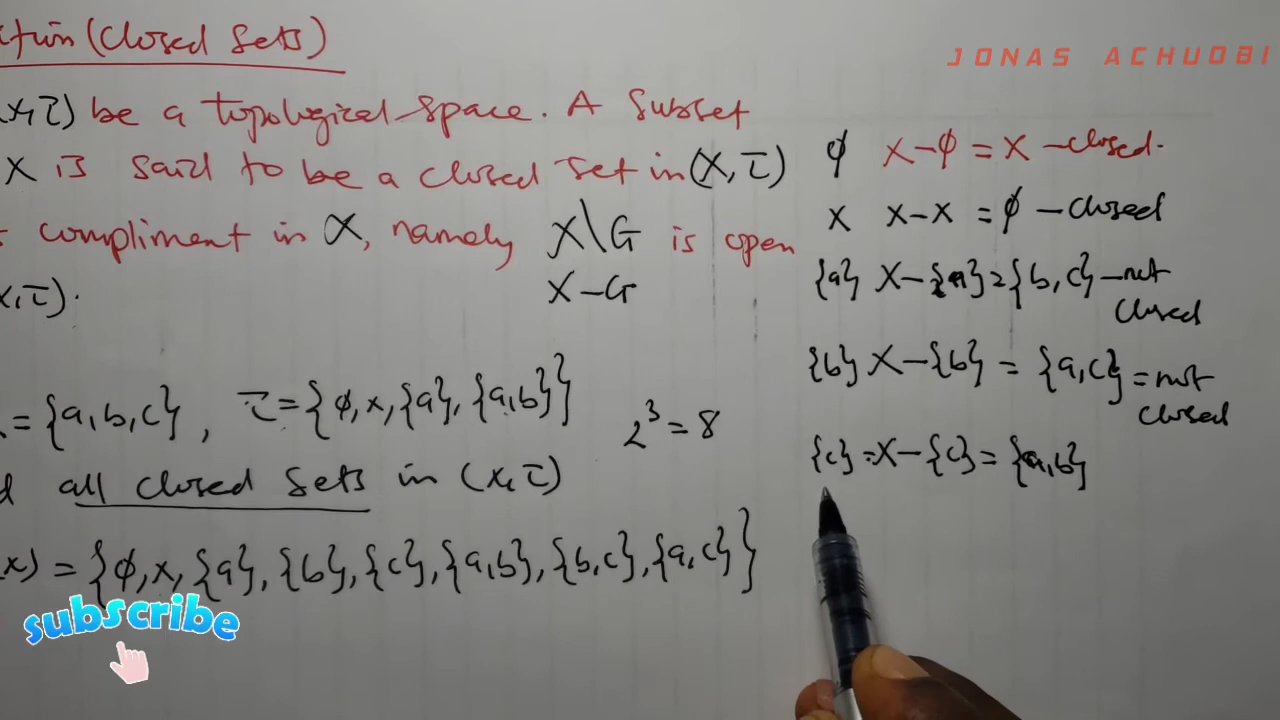 (Closed Sets)
JONAS ACHUOBI
be a topological space. A Subset
X is said to be a closed set in (X, τ)
compliment in X, namely X\G is open
X-G
= {a,b,c}, τ = {φ, x, {a}, {a,b}}
2³ = 8
all closed Sets in (x, τ)
= {φ, x, {a}, {b}, {c}, {a,b}, {b,c}, {a,c}}
φ X-φ = X -closed.
X X-X = φ -closed
{a} X-{a} = {b,c} -not
closed
{b} X-{b} = {a,c} = not
closed
{c} = X-{c} = {a,b}
subscribe